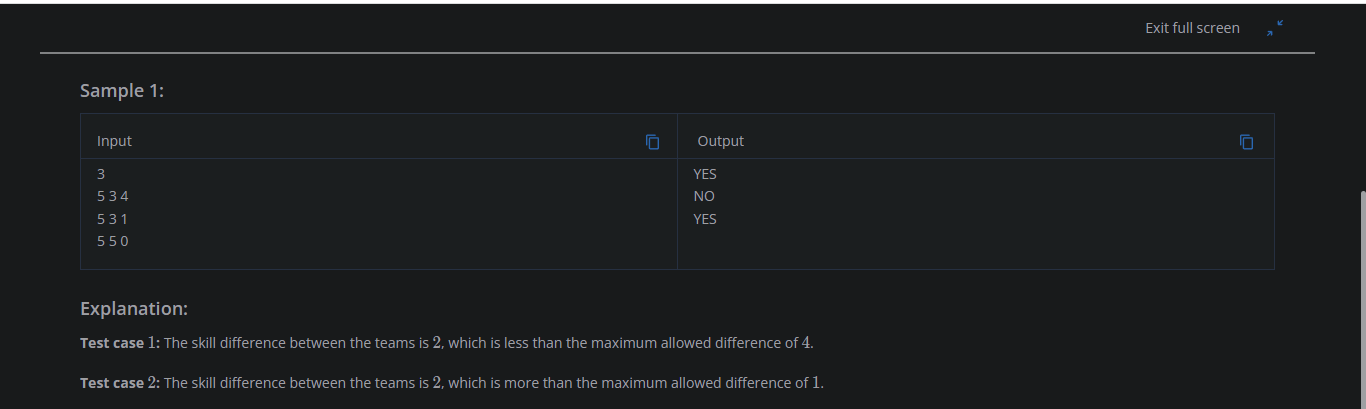 Exit full screen
Sample 1:
Input
Output
3
5 3 4
5 3 1
5 5 0
YES
NO
YES
Explanation:
Test case 1: The skill difference between the teams is 2, which is less than the maximum allowed difference of 4.
Test case 2: The skill difference between the teams is 2, which is more than the maximum allowed difference of 1.